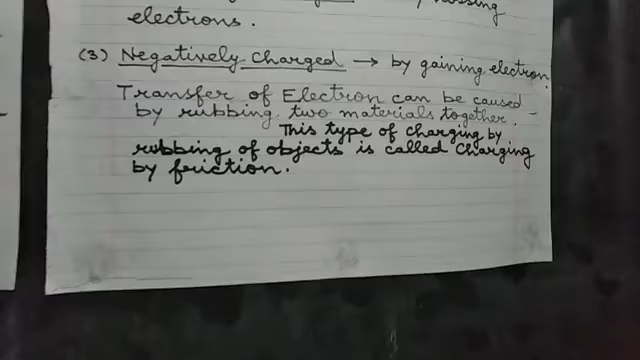 electrons.
(3) Negatively charged → by gaining electron.
Transfer of Electron can be caused
by rubbing two materials together.
This type of charging by
rubbing of objects is called Charging
by friction.